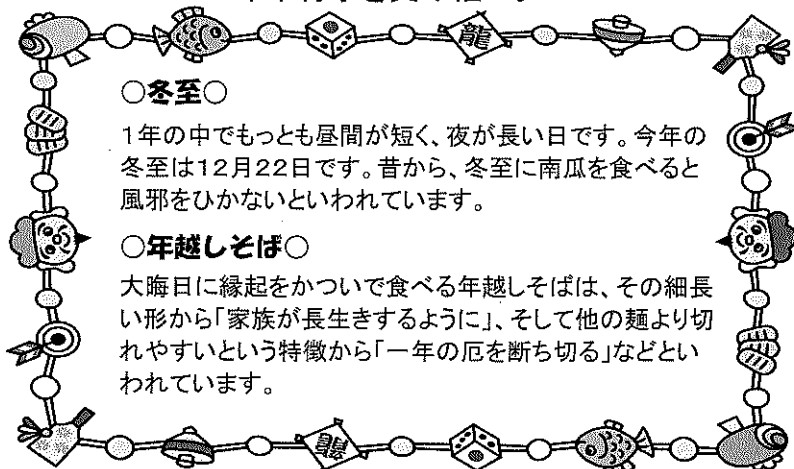 ○冬至○
1年の中でもっとも昼間が短く、夜が長い日です。今年の
冬至は12月22日です。昔から、冬至に南瓜を食べると
風邪をひかないといわれています。
○年越しそば○
大晦日に縁起をかついで食べる年越しそばは、その細長
い形から「家族が長生きするように」、そして他の麺より切
れやすいという特徴から「一年の厄を断ち切る」などとい
われています。
龍
龍